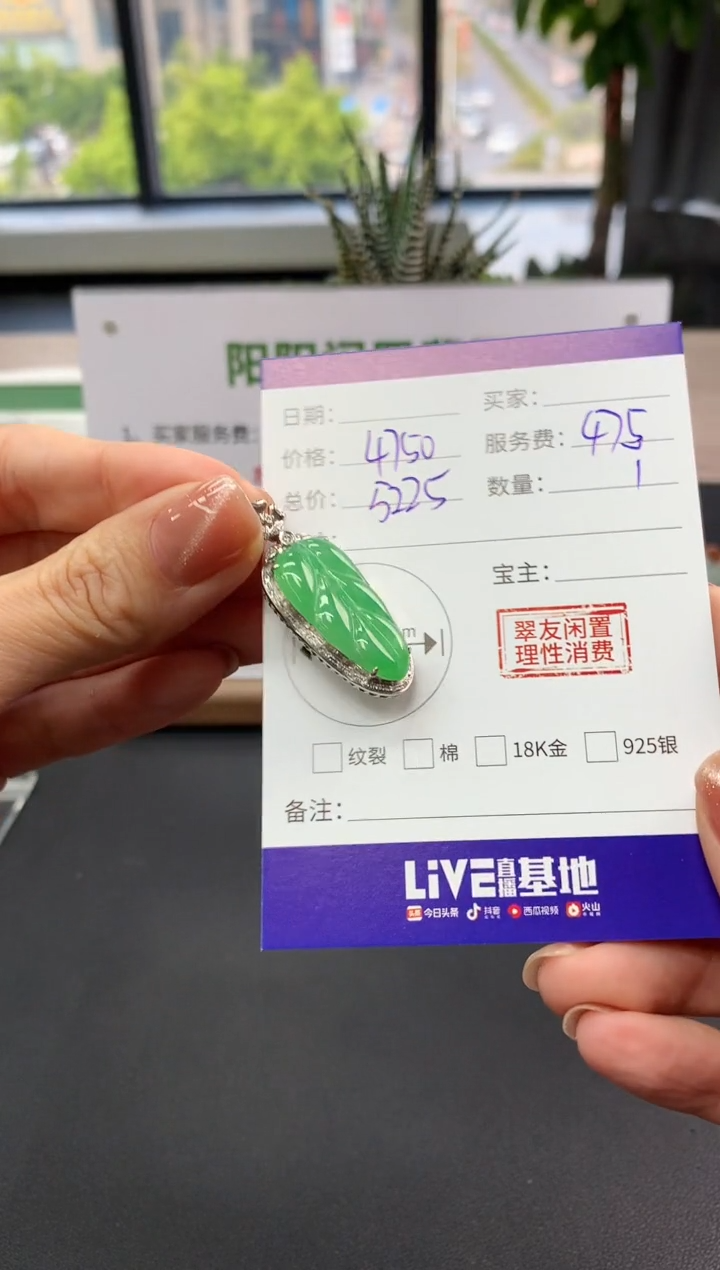 阳阳
1、买家服务费：
日期：
买家：
价格：4750
服务费：475
总价：5225
数量：1
宝主：
m
翠友闲置
理性消费
纹裂 棉 18K金 925银
备注：
LiVE直播基地
今日头条 抖音 西瓜视频 火山